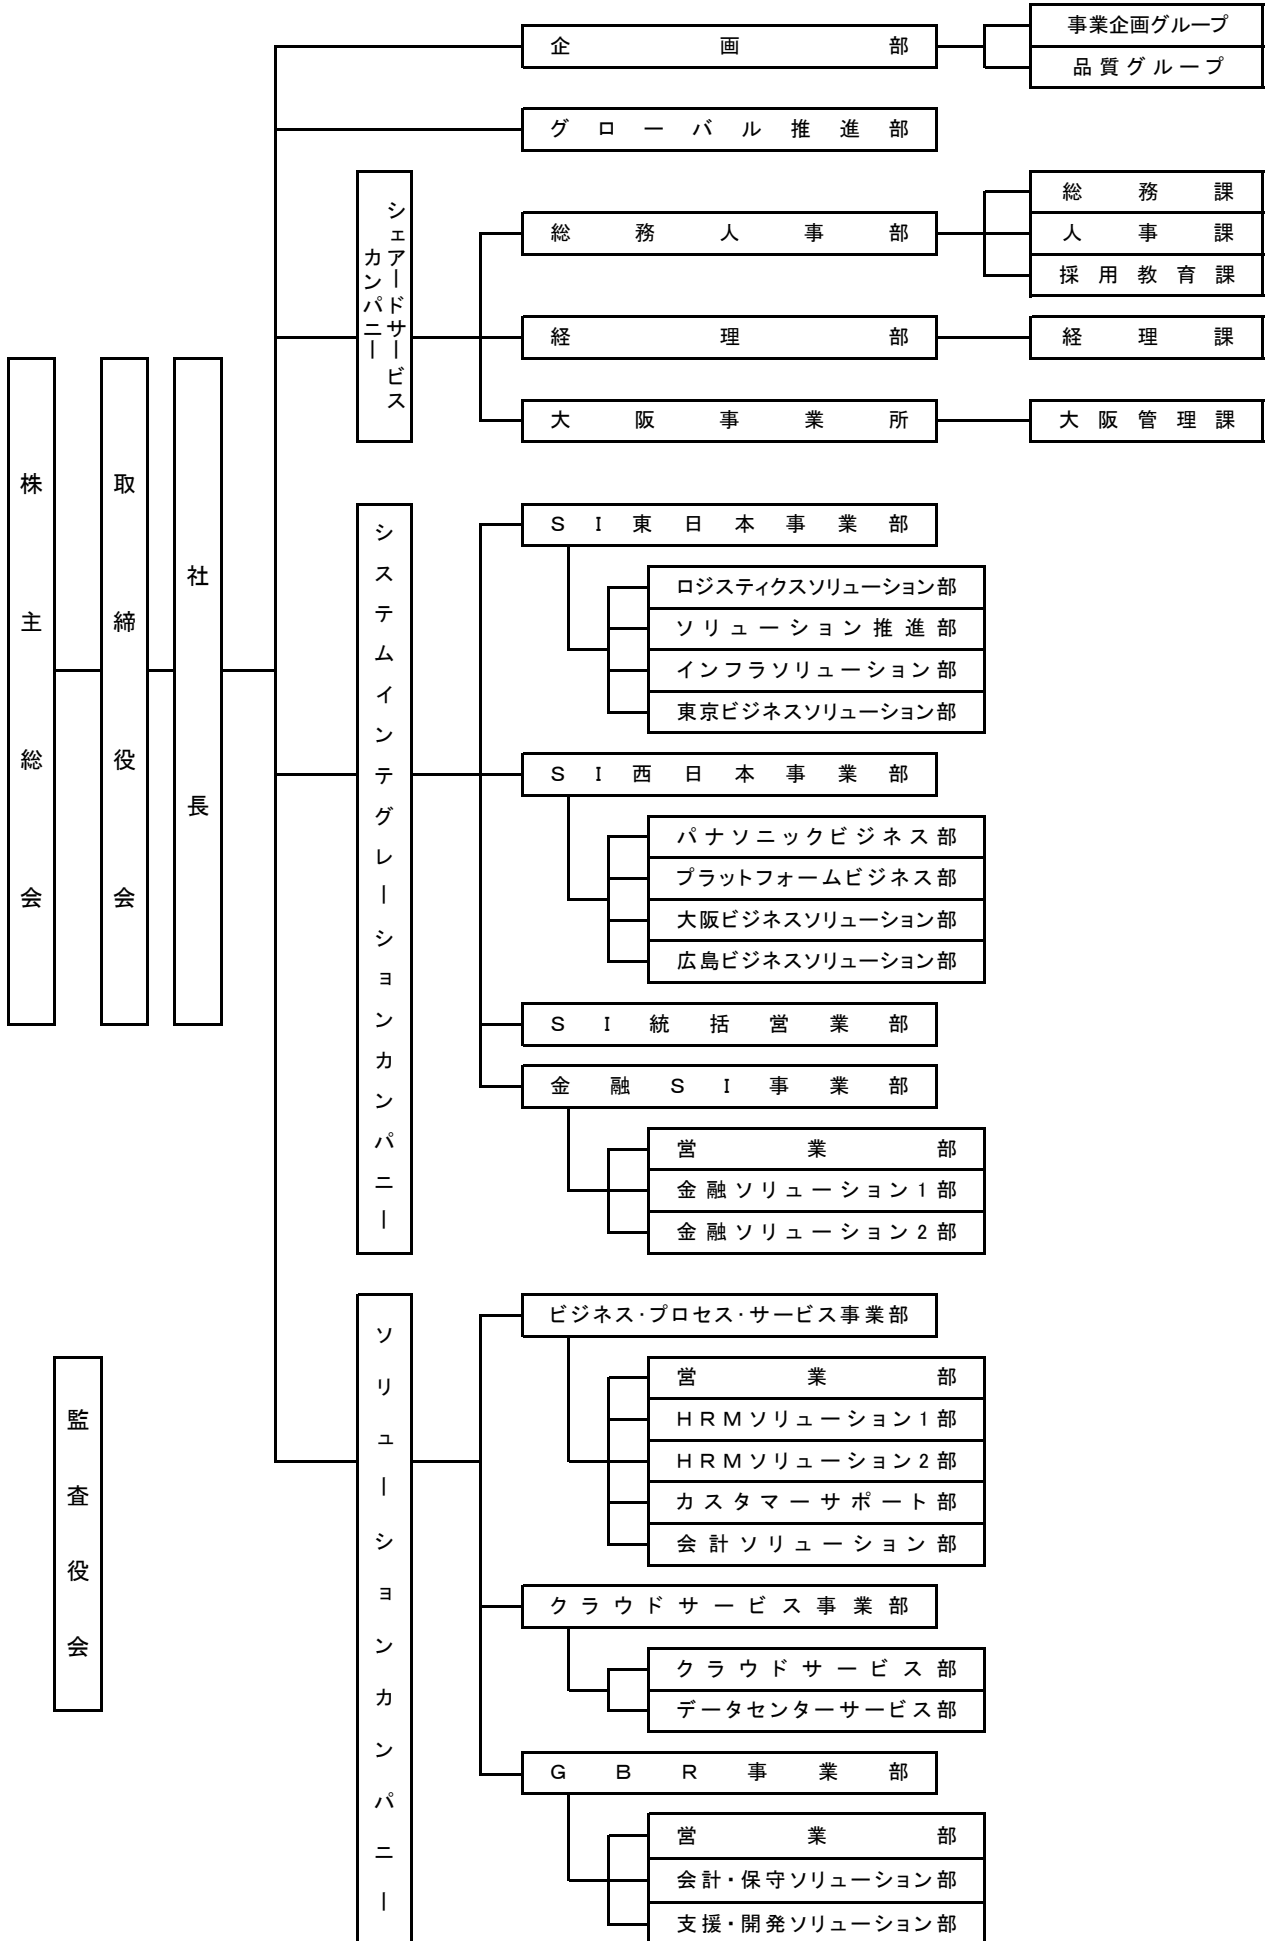 株主総会
取締役会
社長
監査役会
企画部
事業企画グループ
品質グループ
グローバル推進部
シェアードサービス
カンパニー
総務人事部
総務課
人事課
採用教育課
経理部
経理課
大阪事業所
大阪管理課
システムインテグレーションカンパニー
SI東日本事業部
ロジスティクスソリューション部
ソリューション推進部
インフラソリューション部
東京ビジネスソリューション部
SI西日本事業部
パナソニックビジネス部
プラットフォームビジネス部
大阪ビジネスソリューション部
広島ビジネスソリューション部
SI統括営業部
金融SI事業部
営業部
金融ソリューション1部
金融ソリューション2部
ソリューションカンパニー
ビジネス・プロセス・サービス事業部
営業部
HRMソリューション1部
HRMソリューション2部
カスタマーサポート部
会計ソリューション部
クラウドサービス事業部
クラウドサービス部
データセンターサービス部
GBR事業部
営業部
会計・保守ソリューション部
支援・開発ソリューション部